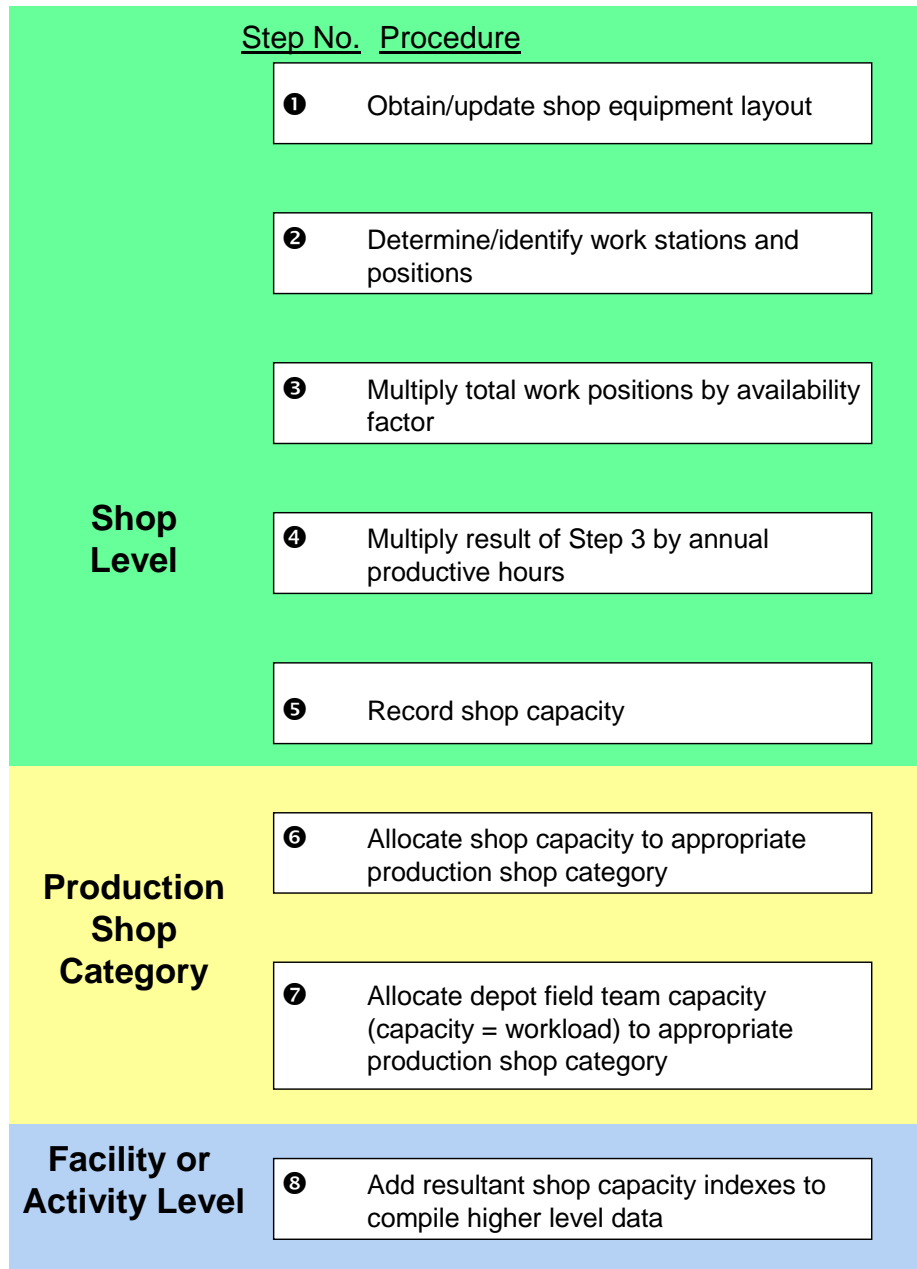 Step No. Procedure
❶ Obtain/update shop equipment layout
❷ Determine/identify work stations and
positions
❸ Multiply total work positions by availability
factor
Shop
Level
❹ Multiply result of Step 3 by annual
productive hours
❺ Record shop capacity
❻ Allocate shop capacity to appropriate
production shop category
Production
Shop
Category
❼ Allocate depot field team capacity
(capacity = workload) to appropriate
production shop category
Facility or
Activity Level
❽ Add resultant shop capacity indexes to
compile higher level data